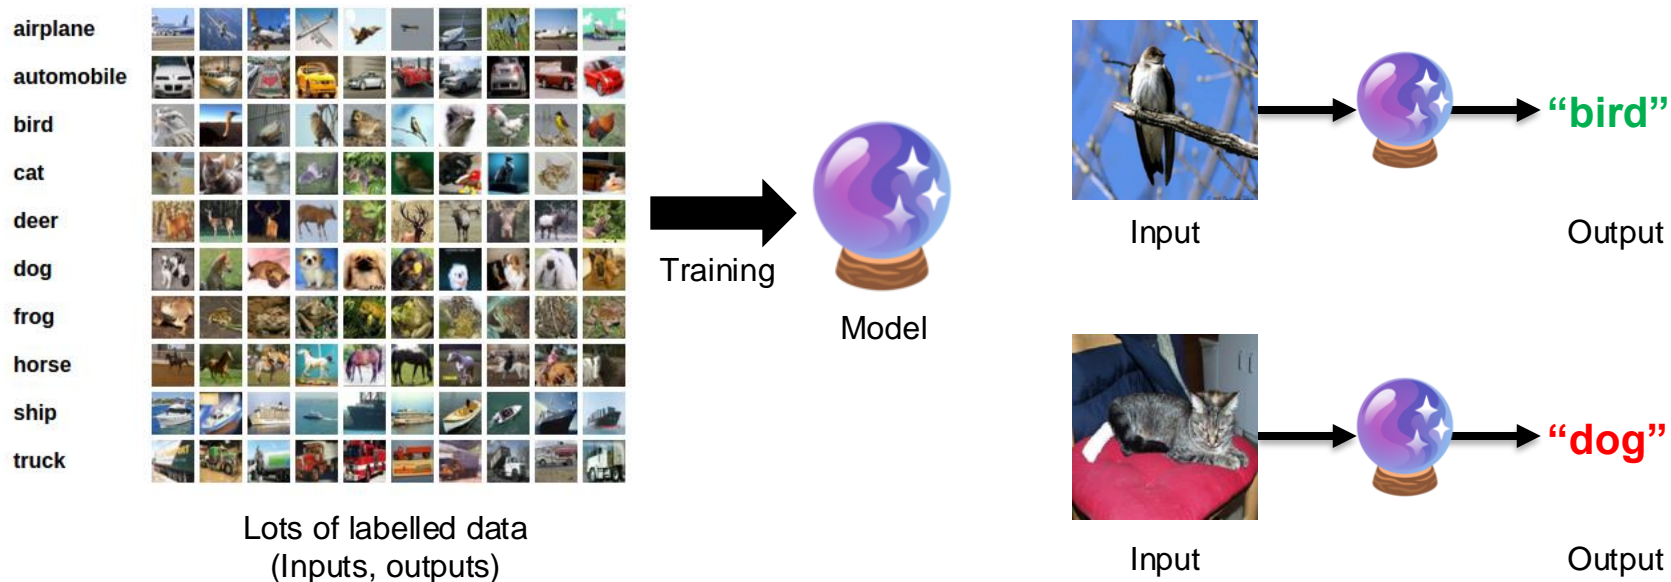 airplane
automobile
bird
cat
deer
dog
frog
horse
ship
truck
Lots of labelled data
(Inputs, outputs)
Training
Model
Input
“bird”
Output
Input
“dog”
Output